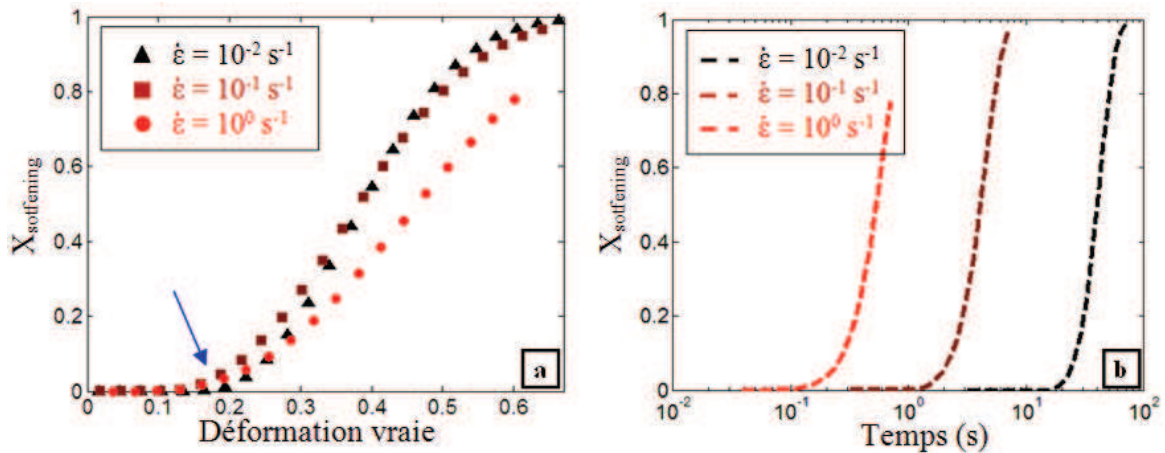 1
0.8
0.6
0.4
0.2
0
X_sotfening
ε̇ = 10⁻² s⁻¹
ε̇ = 10⁻¹ s⁻¹
ε̇ = 10⁰ s⁻¹
a
0 0.1 0.2 0.3 0.4 0.5 0.6
Déformation vraie
1
0.8
0.6
0.4
0.2
0
X_sotfening
ε̇ = 10⁻² s⁻¹
ε̇ = 10⁻¹ s⁻¹
ε̇ = 10⁰ s⁻¹
b
10⁻² 10⁻¹ 10⁰ 10¹ 10²
Temps (s)